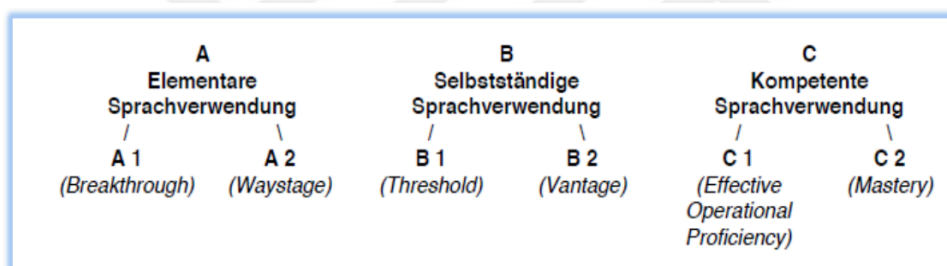 A B C
Elementare Selbstständige Kompetente
Sprachverwendung Sprachverwendung Sprachverwendung
/ \ / \ / \
A 1 A 2 B 1 B 2 C 1 C 2
(Breakthrough) (Waystage) (Threshold) (Vantage) (Effective (Mastery)
Operational
Proficiency)